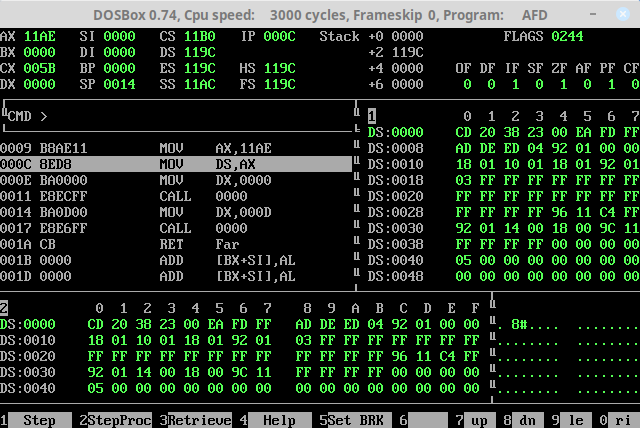 DOSBox 0.74, Cpu speed: 3000 cycles, Frameskip 0, Program: AFD
AX 11AE SI 0000 CS 11B0 IP 000C Stack +0 0000 FLAGS 0244
BX 0000 DI 0000 DS 119C +2 119C
CX 005B BP 0000 ES 119C HS 119C +4 0000 OF DF IF SF ZF AF PF CF
DX 0000 SP 0014 SS 11AC FS 119C +6 0000 0 0 1 0 1 0 1 0
CMD >
0009 B8AE11 MOV AX,11AE
000C 8ED8 MOV DS,AX
000E BA0000 MOV DX,0000
0011 E8ECFF CALL 0000
0014 BA0D00 MOV DX,000D
0017 E8E6FF CALL 0000
001A CB RET Far
001B 0000 ADD [BX+SI],AL
001D 0000 ADD [BX+SI],AL
1 0 1 2 3 4 5 6 7
DS:0000 CD 20 38 23 00 EA FD FF
DS:0008 AD DE ED 04 92 01 00 00
DS:0010 18 01 10 01 18 01 92 01
DS:0018 03 FF FF FF FF FF FF FF
DS:0020 FF FF FF FF FF FF FF FF
DS:0028 FF FF FF FF 96 11 C4 FF
DS:0030 92 01 14 00 18 00 9C 11
DS:0038 FF FF FF FF 00 00 00 00
DS:0040 05 00 00 00 00 00 00 00
DS:0048 00 00 00 00 00 00 00 00
2 0 1 2 3 4 5 6 7 8 9 A B C D E F
DS:0000 CD 20 38 23 00 EA FD FF AD DE ED 04 92 01 00 00 . 8#.... ........
DS:0010 18 01 10 01 18 01 92 01 03 FF FF FF FF FF FF FF ........ ........
DS:0020 FF FF FF FF FF FF FF FF FF FF FF FF 96 11 C4 FF ........ ........
DS:0030 92 01 14 00 18 00 9C 11 FF FF FF FF 00 00 00 00 ........ ........
DS:0040 05 00 00 00 00 00 00 00 00 00 00 00 00 00 00 00 ........ ........
1 Step 2StepProc 3Retrieve 4 Help 5Set BRK 6 7 up 8 dn 9 le 0 ri